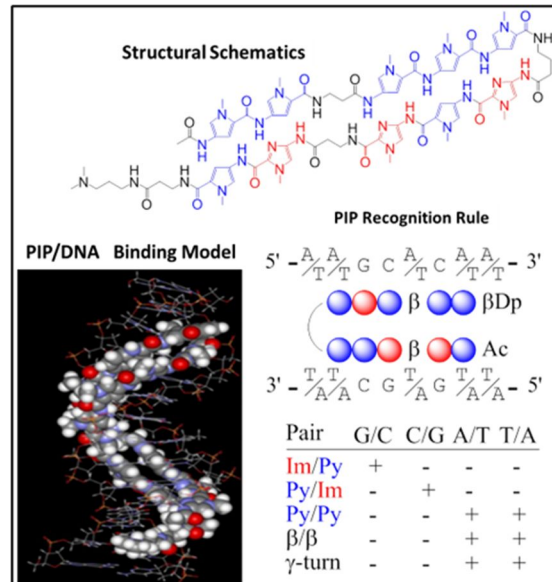 Structural Schematics
PIP Recognition Rule
PIP/DNA Binding Model
5' - A/T A/T G C A/T C A/T A/T - 3'
β βDp
β Ac
3' - T/A T/A C G T/A G T/A T/A - 5'
Pair G/C C/G A/T T/A
Im/Py + - - -
Py/Im - + - -
Py/Py - - + +
β/β - - + +
γ-turn - - + +